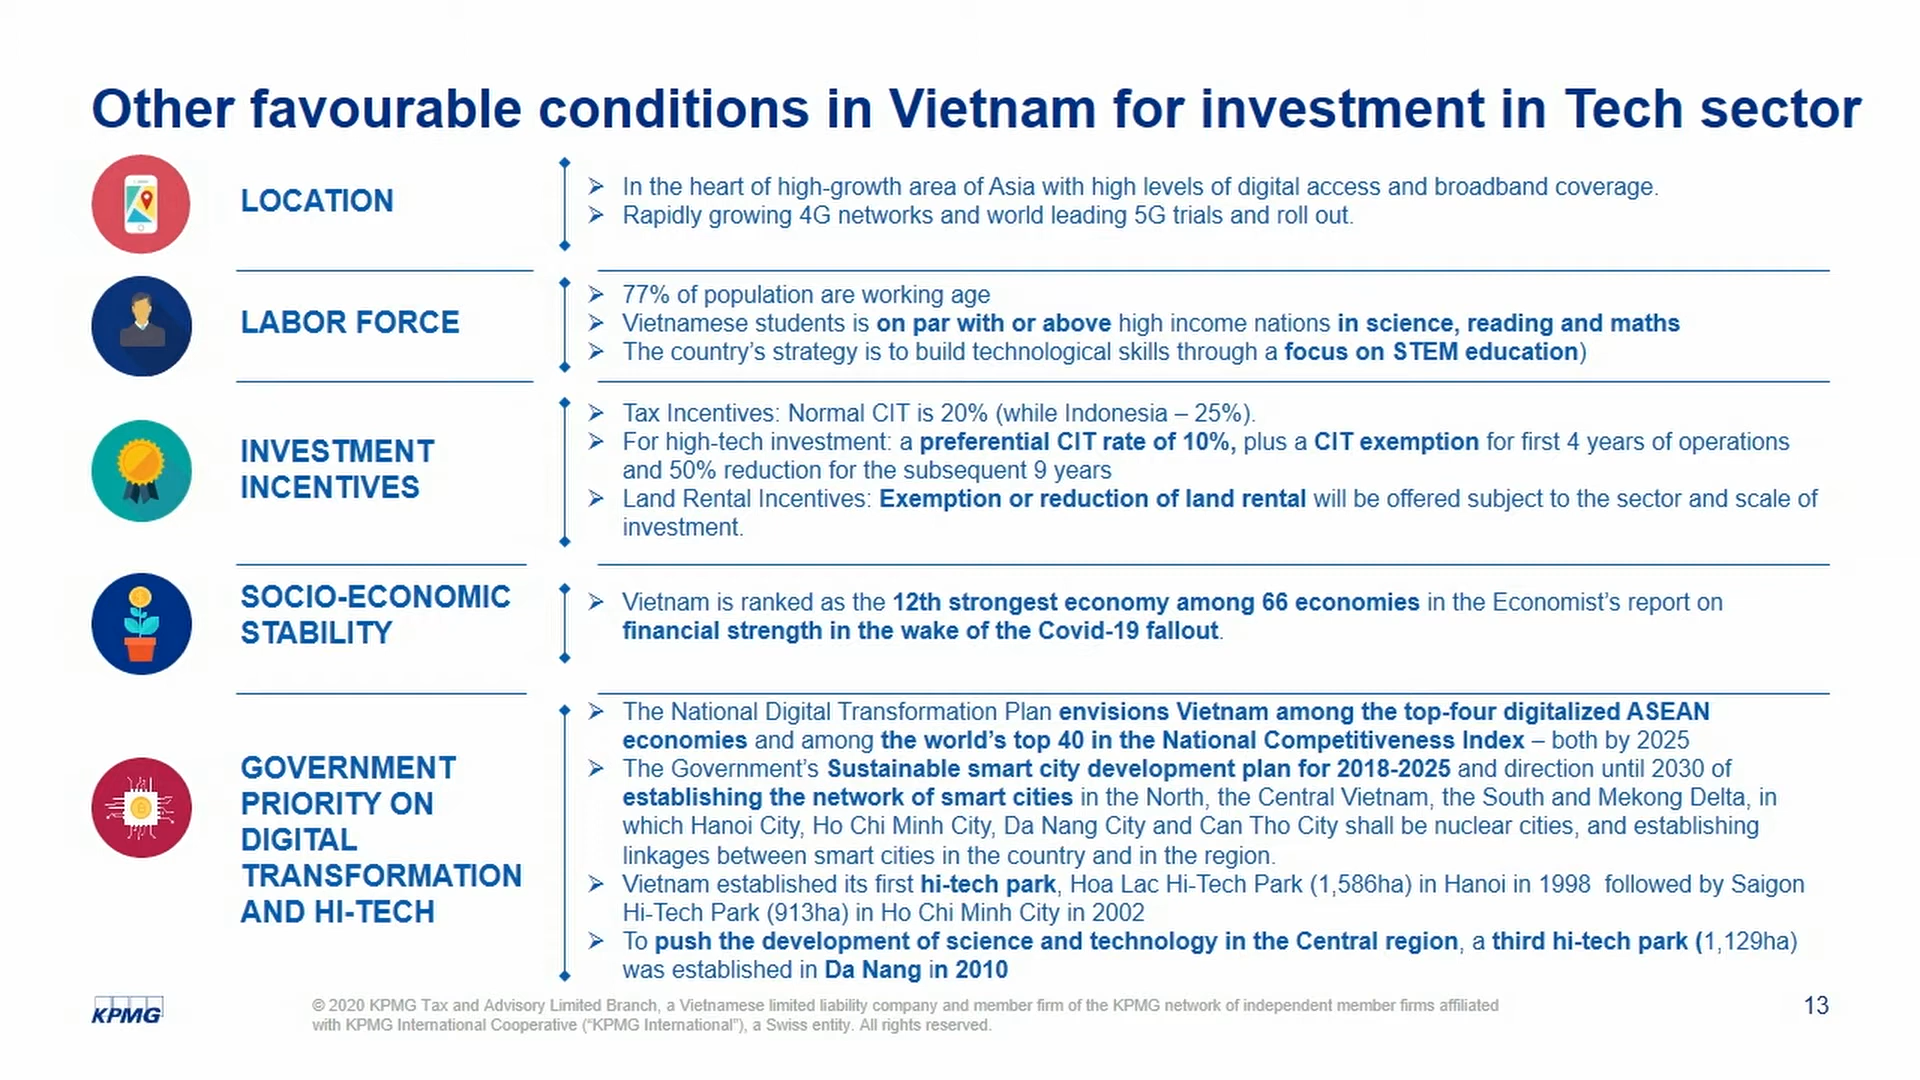 Other favourable conditions in Vietnam for investment in Tech sector
LOCATION
➢ In the heart of high-growth area of Asia with high levels of digital access and broadband coverage.
➢ Rapidly growing 4G networks and world leading 5G trials and roll out.
LABOR FORCE
➢ 77% of population are working age
➢ Vietnamese students is on par with or above high income nations in science, reading and maths
➢ The country’s strategy is to build technological skills through a focus on STEM education)
INVESTMENT
INCENTIVES
➢ Tax Incentives: Normal CIT is 20% (while Indonesia – 25%).
➢ For high-tech investment: a preferential CIT rate of 10%, plus a CIT exemption for first 4 years of operations
and 50% reduction for the subsequent 9 years
➢ Land Rental Incentives: Exemption or reduction of land rental will be offered subject to the sector and scale of
investment.
SOCIO-ECONOMIC
STABILITY
➢ Vietnam is ranked as the 12th strongest economy among 66 economies in the Economist’s report on
financial strength in the wake of the Covid-19 fallout.
GOVERNMENT
PRIORITY ON
DIGITAL
TRANSFORMATION
AND HI-TECH
➢ The National Digital Transformation Plan envisions Vietnam among the top-four digitalized ASEAN
economies and among the world’s top 40 in the National Competitiveness Index – both by 2025
➢ The Government’s Sustainable smart city development plan for 2018-2025 and direction until 2030 of
establishing the network of smart cities in the North, the Central Vietnam, the South and Mekong Delta, in
which Hanoi City, Ho Chi Minh City, Da Nang City and Can Tho City shall be nuclear cities, and establishing
linkages between smart cities in the country and in the region.
➢ Vietnam established its first hi-tech park, Hoa Lac Hi-Tech Park (1,586ha) in Hanoi in 1998 followed by Saigon
Hi-Tech Park (913ha) in Ho Chi Minh City in 2002
➢ To push the development of science and technology in the Central region, a third hi-tech park (1,129ha)
was established in Da Nang in 2010
KPMG
© 2020 KPMG Tax and Advisory Limited Branch, a Vietnamese limited liability company and member firm of the KPMG network of independent member firms affiliated
with KPMG International Cooperative (“KPMG International”), a Swiss entity. All rights reserved.
13